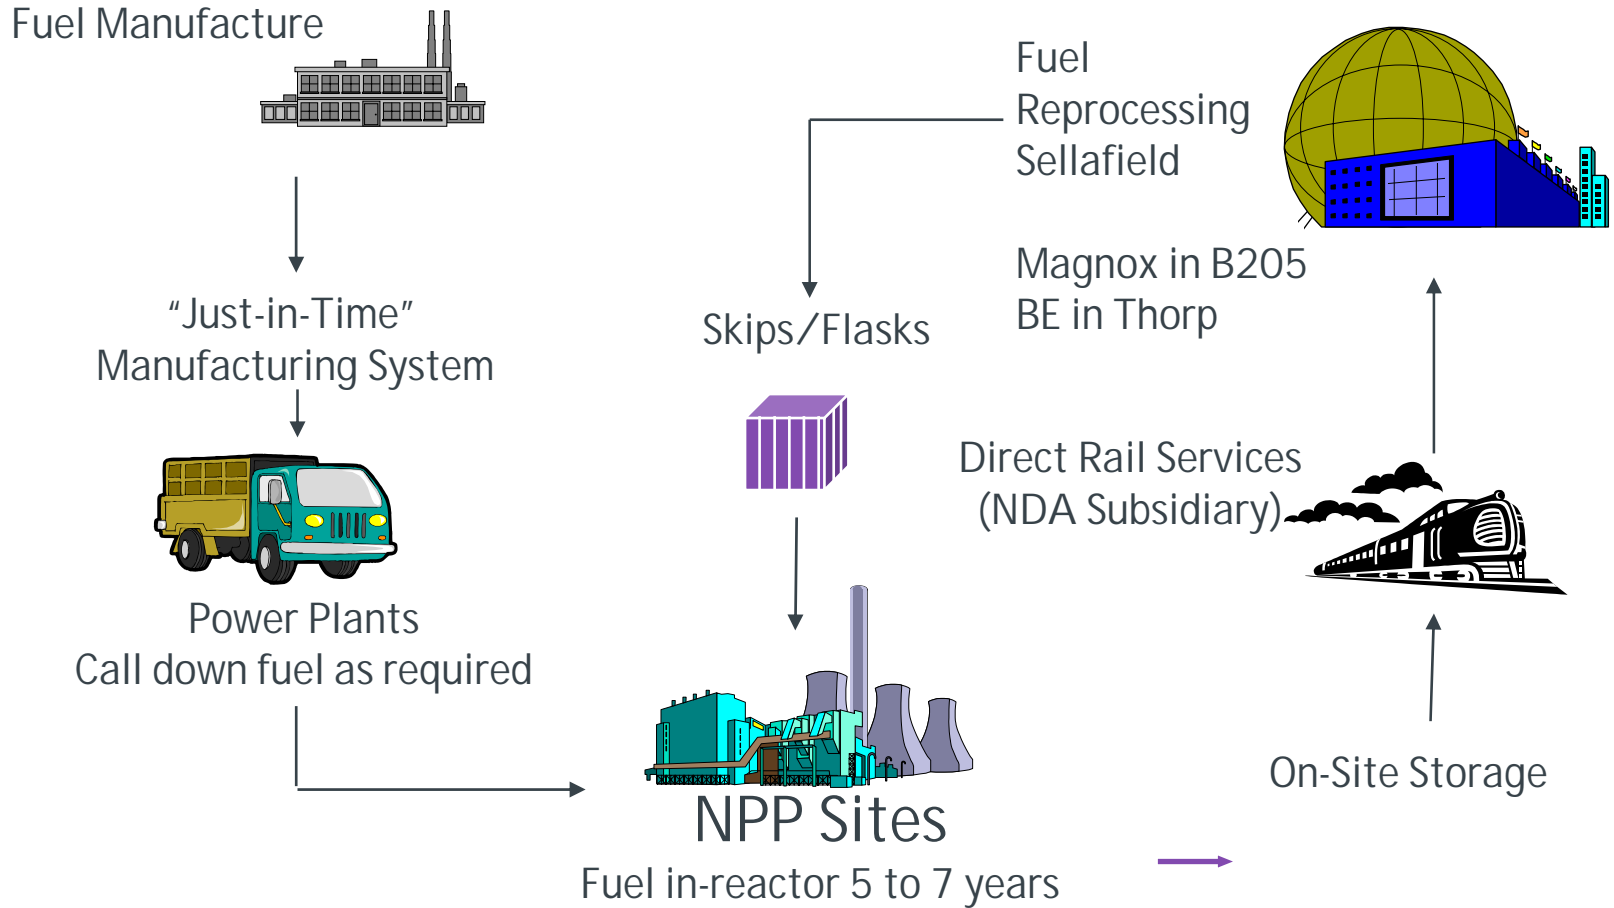 Fuel Manufacture
“Just-in-Time”
Manufacturing System
Power Plants
Call down fuel as required
Fuel
Reprocessing
Sellafield
Magnox in B205
BE in Thorp
Skips/Flasks
Direct Rail Services
(NDA Subsidiary)
NPP Sites
Fuel in-reactor 5 to 7 years
On-Site Storage